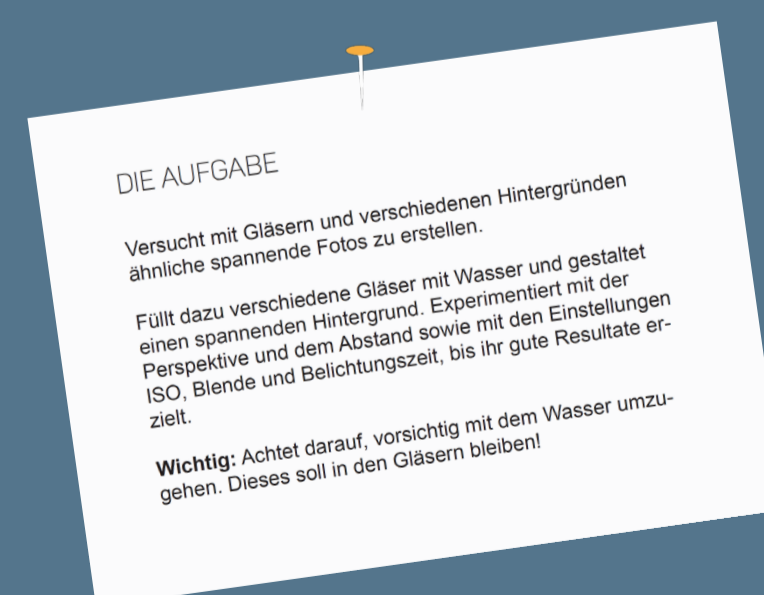 DIE AUFGABE
Versucht mit Gläsern und verschiedenen Hintergründen
ähnliche spannende Fotos zu erstellen.
Füllt dazu verschiedene Gläser mit Wasser und gestaltet
einen spannenden Hintergrund. Experimentiert mit der
Perspektive und dem Abstand sowie mit den Einstellungen
ISO, Blende und Belichtungszeit, bis ihr gute Resultate er-
zielt.
Wichtig: Achtet darauf, vorsichtig mit dem Wasser umzu-
gehen. Dieses soll in den Gläsern bleiben!